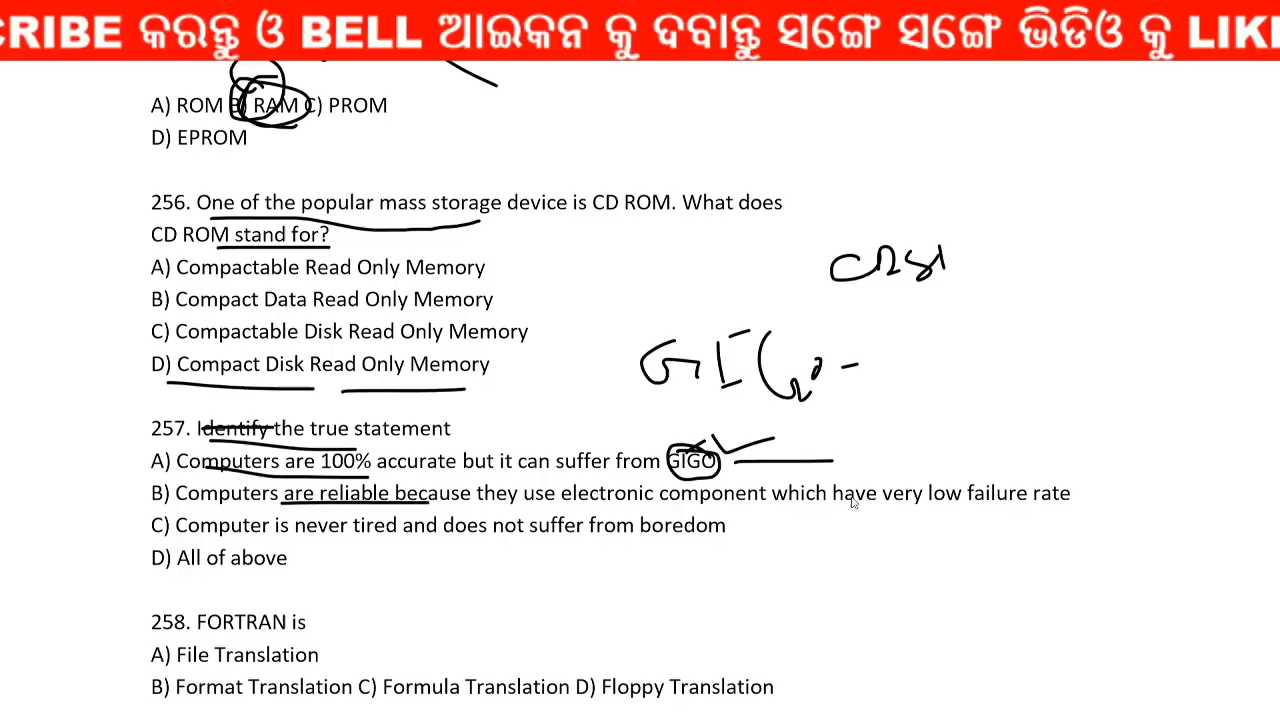 CRIBE କରନ୍ତୁ ଓ BELL ଆଇକନ କୁ ଦବାନ୍ତୁ ସଙ୍ଗେ ସଙ୍ଗେ ଭିଡିଓ କୁ LIKE
A) ROM B) RAM C) PROM
D) EPROM
256. One of the popular mass storage device is CD ROM. What does
CD ROM stand for?
A) Compactable Read Only Memory
B) Compact Data Read Only Memory
C) Compactable Disk Read Only Memory
D) Compact Disk Read Only Memory
257. Identify the true statement
A) Computers are 100% accurate but it can suffer from GIGO
B) Computers are reliable because they use electronic component which have very low failure rate
C) Computer is never tired and does not suffer from boredom
D) All of above
258. FORTRAN is
A) File Translation
B) Format Translation C) Formula Translation D) Floppy Translation